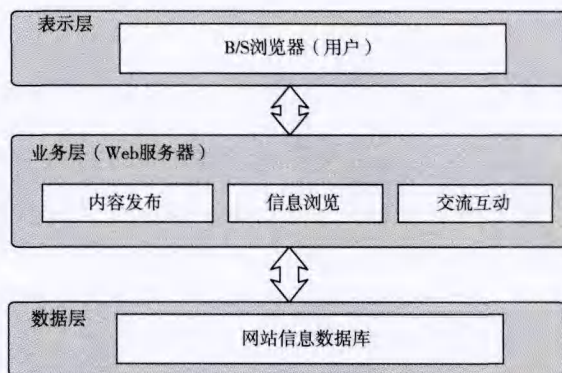 表示层
B/S浏览器（用户）
业务层（Web服务器）
内容发布
信息浏览
交流互动
数据层
网站信息数据库